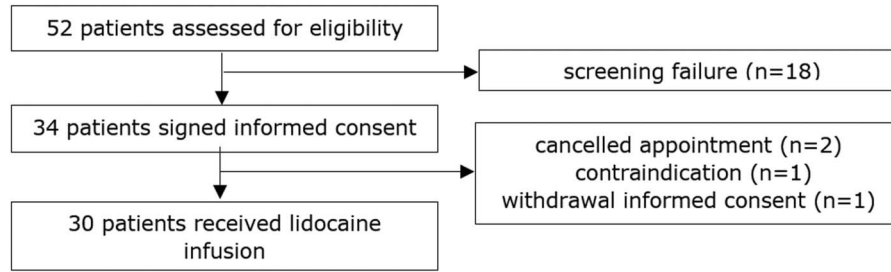 52 patients assessed for eligibility
screening failure (n=18)
34 patients signed informed consent
cancelled appointment (n=2)
contraindication (n=1)
withdrawal informed consent (n=1)
30 patients received lidocaine
infusion